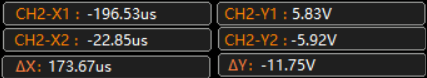 CH2-X1 : -196.53us
CH2-Y1 : 5.83V
CH2-X2 : -22.85us
CH2-Y2 : -5.92V
ΔX: 173.67us
ΔY: -11.75V